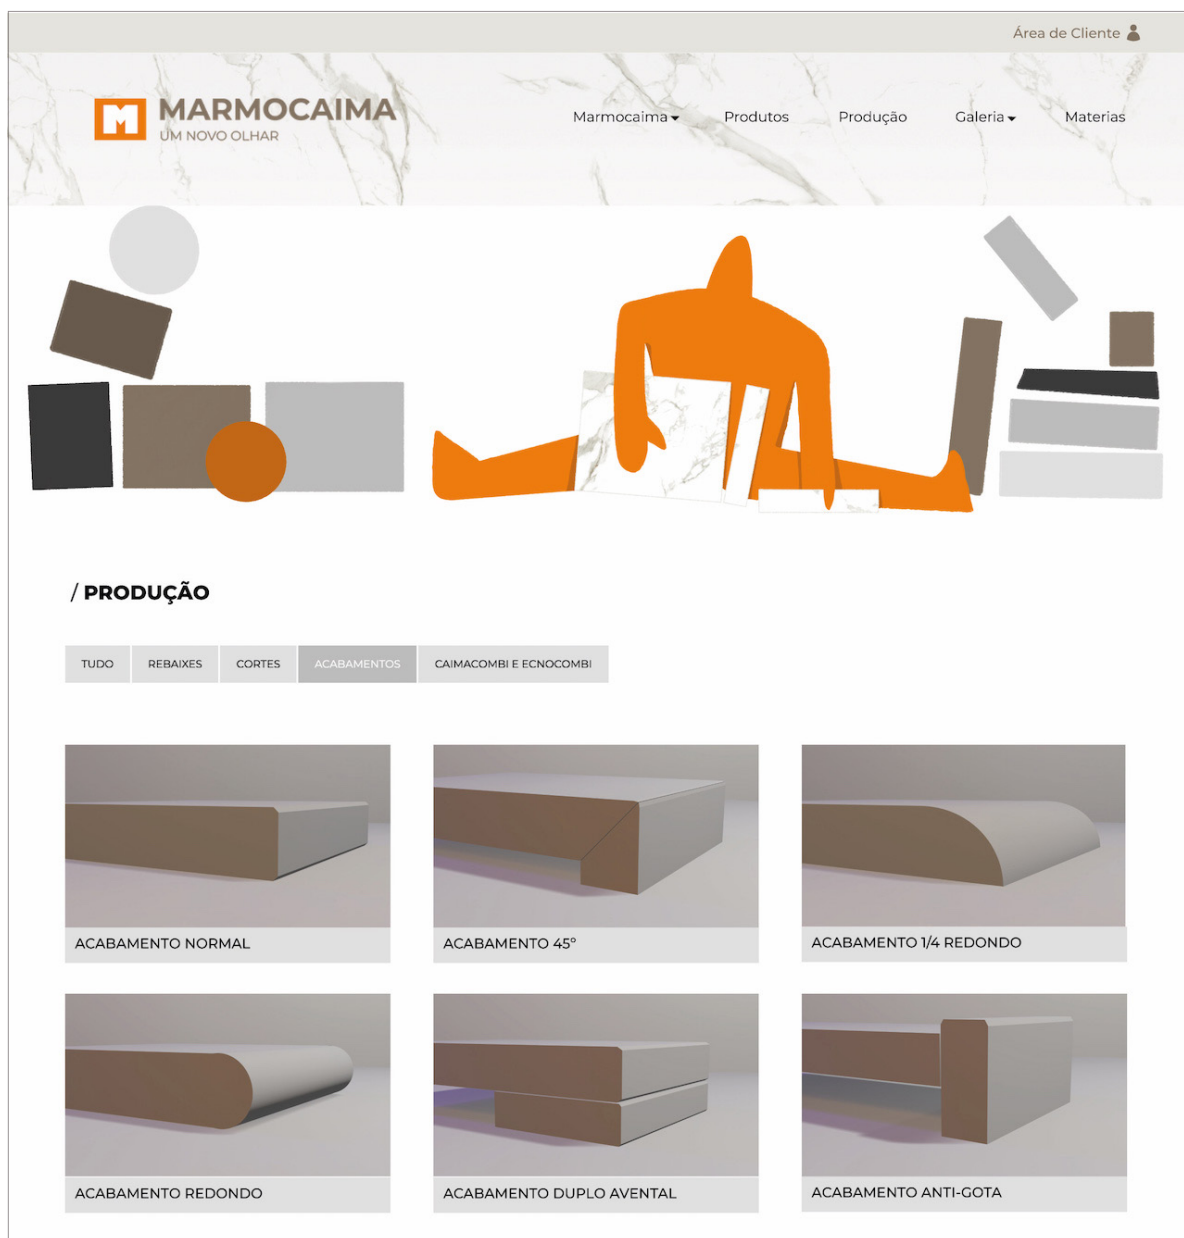 Área de Cliente
MARMOCAIMA
UM NOVO OLHAR
Marmocaima Produtos Produção Galeria Materias
/ PRODUÇÃO
TUDO REBAIXES CORTES ACABAMENTOS CAIMACOMBI E ECNOCOMBI
ACABAMENTO NORMAL
ACABAMENTO 45º
ACABAMENTO 1/4 REDONDO
ACABAMENTO REDONDO
ACABAMENTO DUPLO AVENTAL
ACABAMENTO ANTI-GOTA